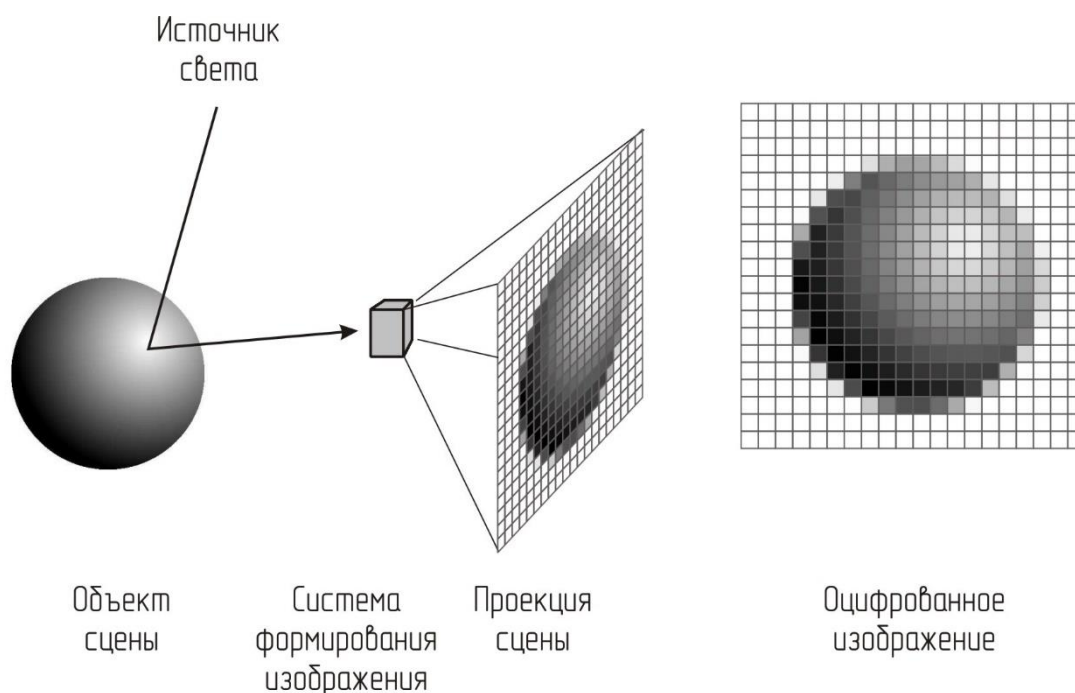 Источник
света
Объект
сцены
Система
формирования
изображения
Проекция
сцены
Оцифрованное
изображение